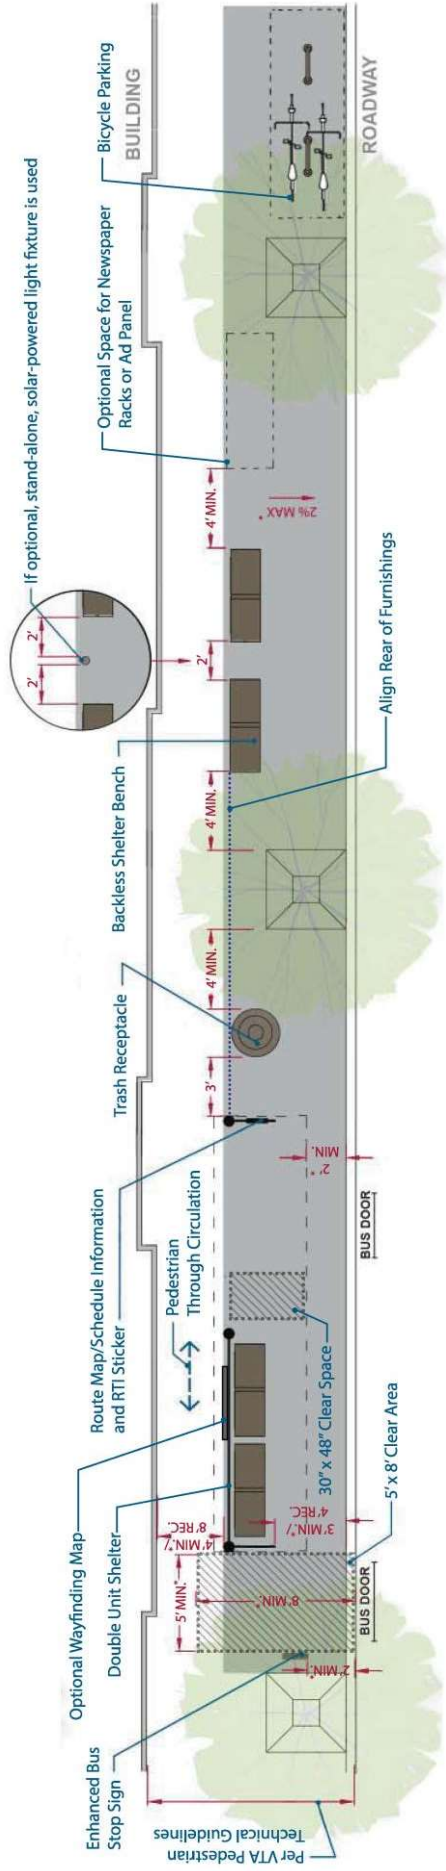 If optional, stand-alone, solar-powered light fixture is used
2'
2'
Enhanced Bus
Stop Sign
Optional Wayfinding Map
Double Unit Shelter
Route Map/Schedule Information
and RTI Sticker
Pedestrian
Through Circulation
Trash Receptacle
Backless Shelter Bench
Optional Space for Newspaper
Racks or Ad Panel
Bicycle Parking
BUILDING
5' MIN.*
4' MIN.*/
8' REC.
3'
4' MIN.
4' MIN.
2'
4' MIN.
8' MIN.*
3' MIN.*/
4' REC.
2' *
MIN.
2% MAX*
2' MIN.*
BUS DOOR
BUS DOOR
ROADWAY
30" x 48" Clear Space
5' x 8' Clear Area
Align Rear of Furnishings
Per VTA Pedestrian
Technical Guidelines